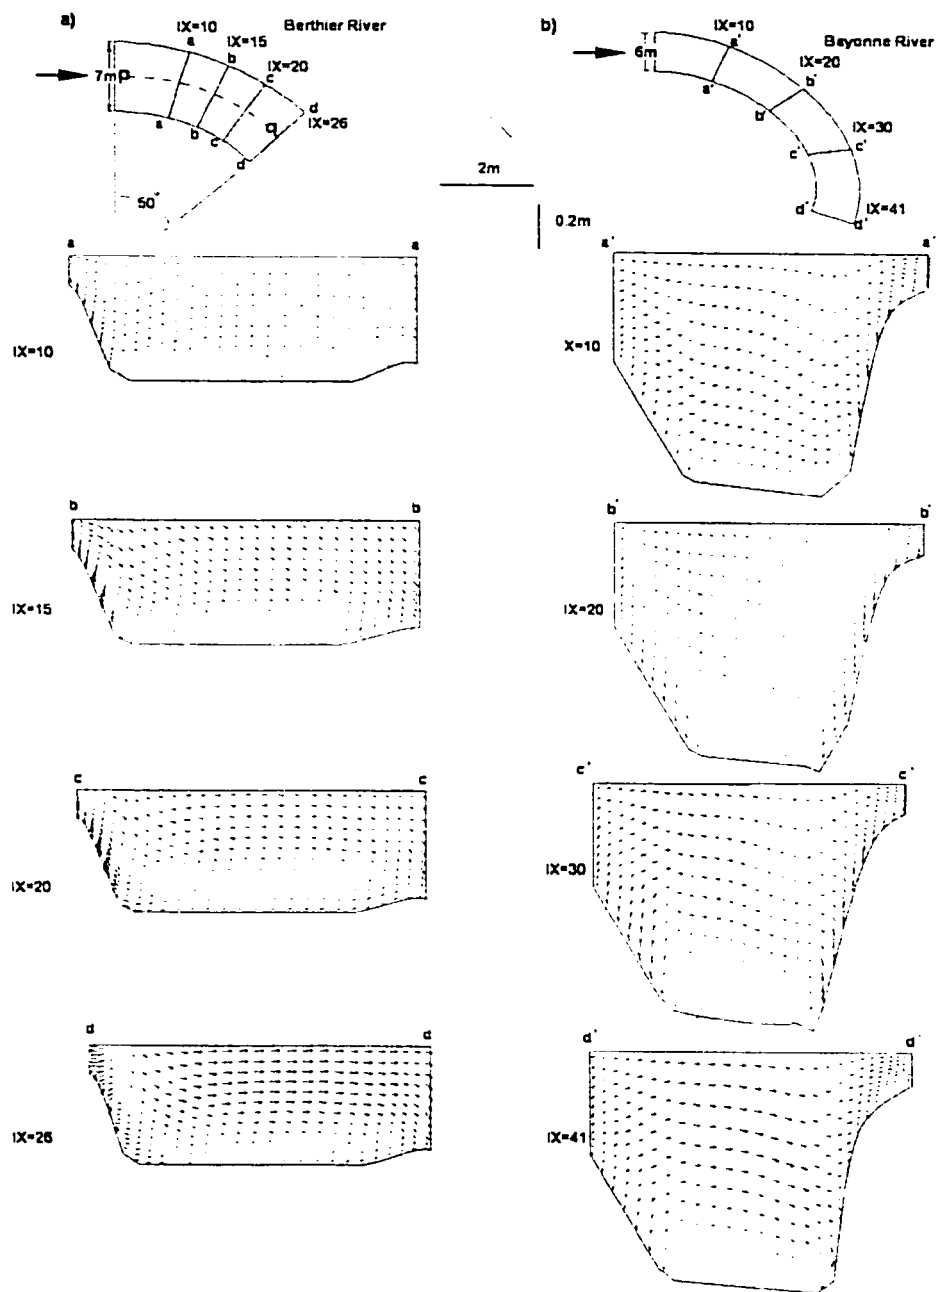 a)
Berthier River
IX=10
a
IX=15
b
IX=20
c
d
IX=26
7m
p
q
a
b
c
d
50°
b)
Bayonne River
IX=10
a'
IX=20
b'
6m
a'
b'
IX=30
c'
c'
d'
IX=41
d'
2m
0.2m
a
a
IX=10
a'
a'
X=10
b
b
IX=15
b'
b'
IX=20
c
c
IX=20
c'
c'
IX=30
d
d
IX=26
d'
d'
IX=41